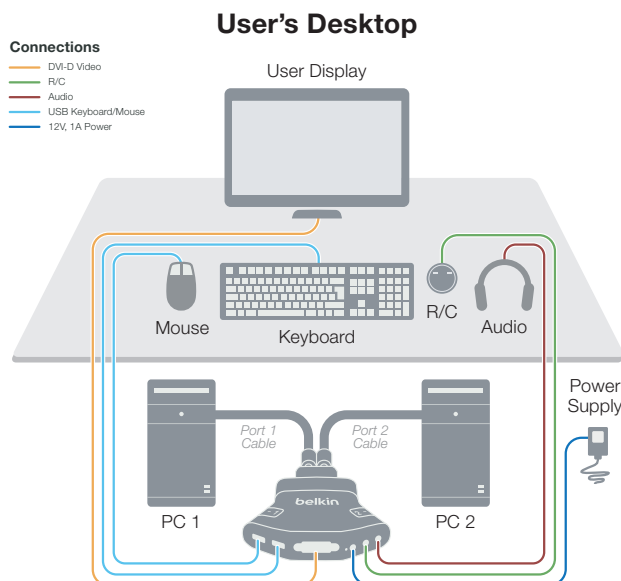 User's Desktop
Connections
DVI-D Video
R/C
Audio
USB Keyboard/Mouse
12V, 1A Power
User Display
Mouse
Keyboard
R/C
Audio
Power
Supply
Port 1
Cable
Port 2
Cable
belkin
PC 1
PC 2